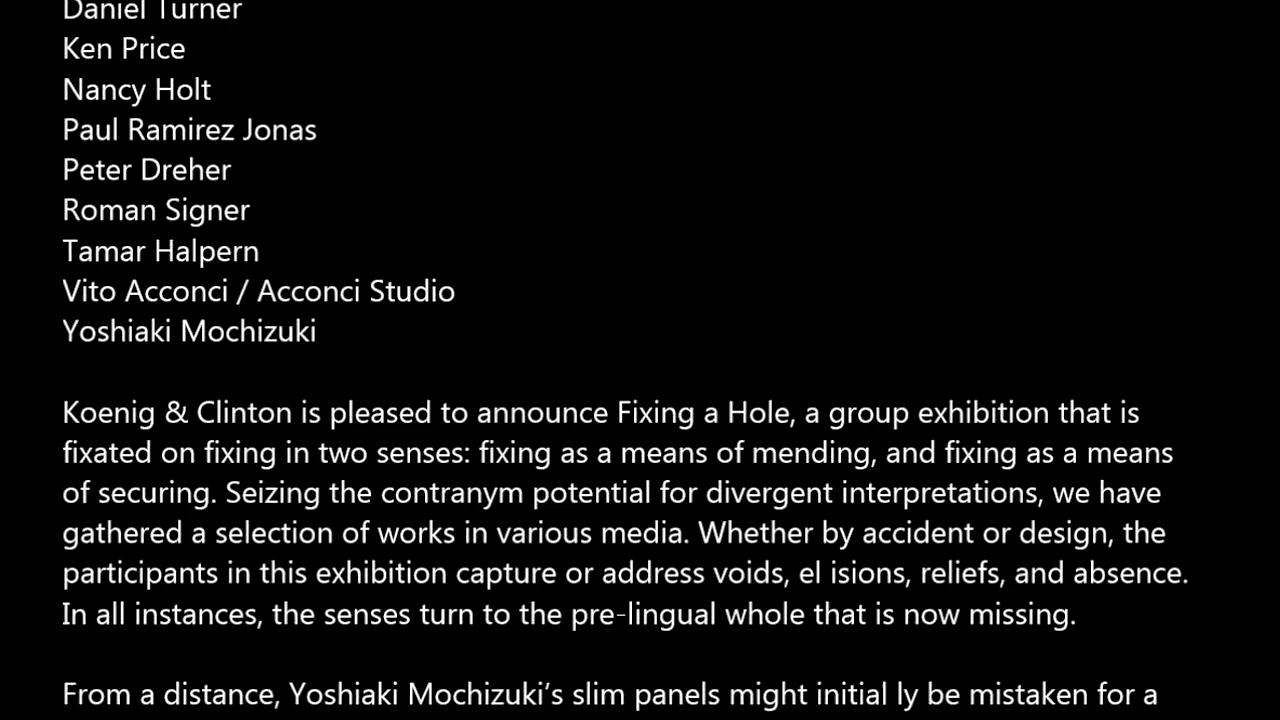 Daniel Turner
Ken Price
Nancy Holt
Paul Ramirez Jonas
Peter Dreher
Roman Signer
Tamar Halpern
Vito Acconci / Acconci Studio
Yoshiaki Mochizuki
Koenig & Clinton is pleased to announce Fixing a Hole, a group exhibition that is
fixated on fixing in two senses: fixing as a means of mending, and fixing as a means
of securing. Seizing the contranym potential for divergent interpretations, we have
gathered a selection of works in various media. Whether by accident or design, the
participants in this exhibition capture or address voids, el isions, reliefs, and absence.
In all instances, the senses turn to the pre-lingual whole that is now missing.
From a distance, Yoshiaki Mochizuki’s slim panels might initial ly be mistaken for a